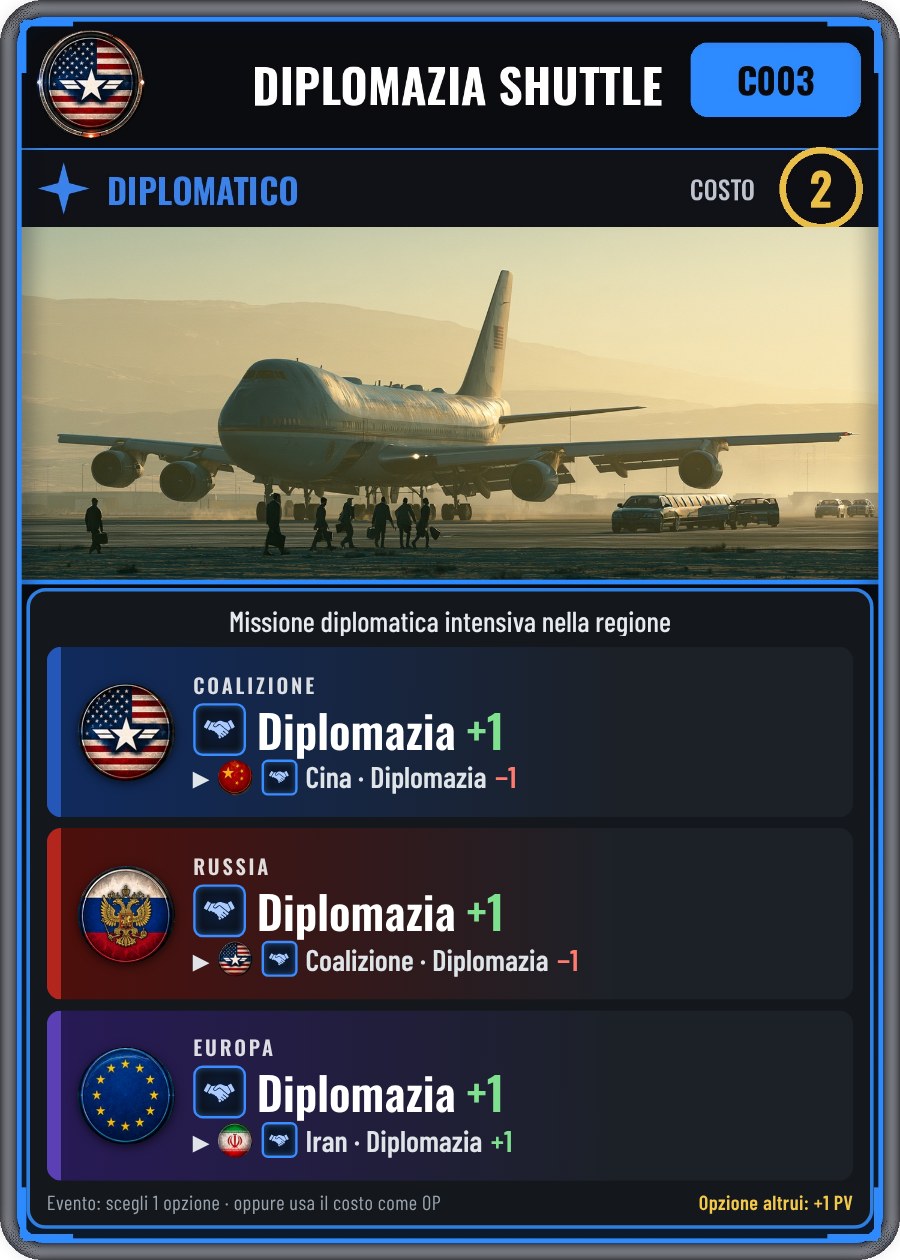 DIPLOMAZIA SHUTTLE
C003
DIPLOMATICO
COSTO
2
Missione diplomatica intensiva nella regione
COALIZIONE
Diplomazia +1
▶ Cina · Diplomazia −1
RUSSIA
Diplomazia +1
▶ Coalizione · Diplomazia −1
EUROPA
Diplomazia +1
▶ Iran · Diplomazia +1
Evento: scegli 1 opzione · oppure usa il costo come OP
Opzione altrui: +1 PV